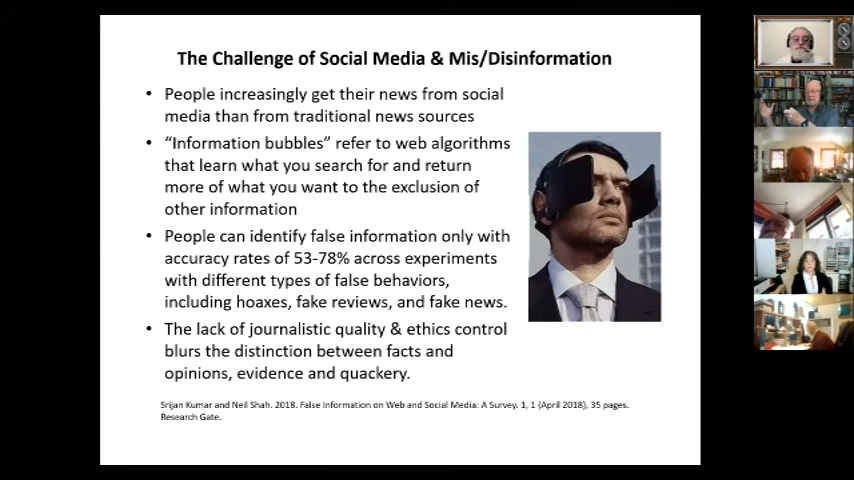 The Challenge of Social Media & Mis/Disinformation
• People increasingly get their news from social
media than from traditional news sources
• “Information bubbles” refer to web algorithms
that learn what you search for and return
more of what you want to the exclusion of
other information
• People can identify false information only with
accuracy rates of 53-78% across experiments
with different types of false behaviors,
including hoaxes, fake reviews, and fake news.
• The lack of journalistic quality & ethics control
blurs the distinction between facts and
opinions, evidence and quackery.
Srijan Kumar and Neil Shah. 2018. False Information on Web and Social Media: A Survey. 1, 1 (April 2018), 35 pages.
Research Gate.